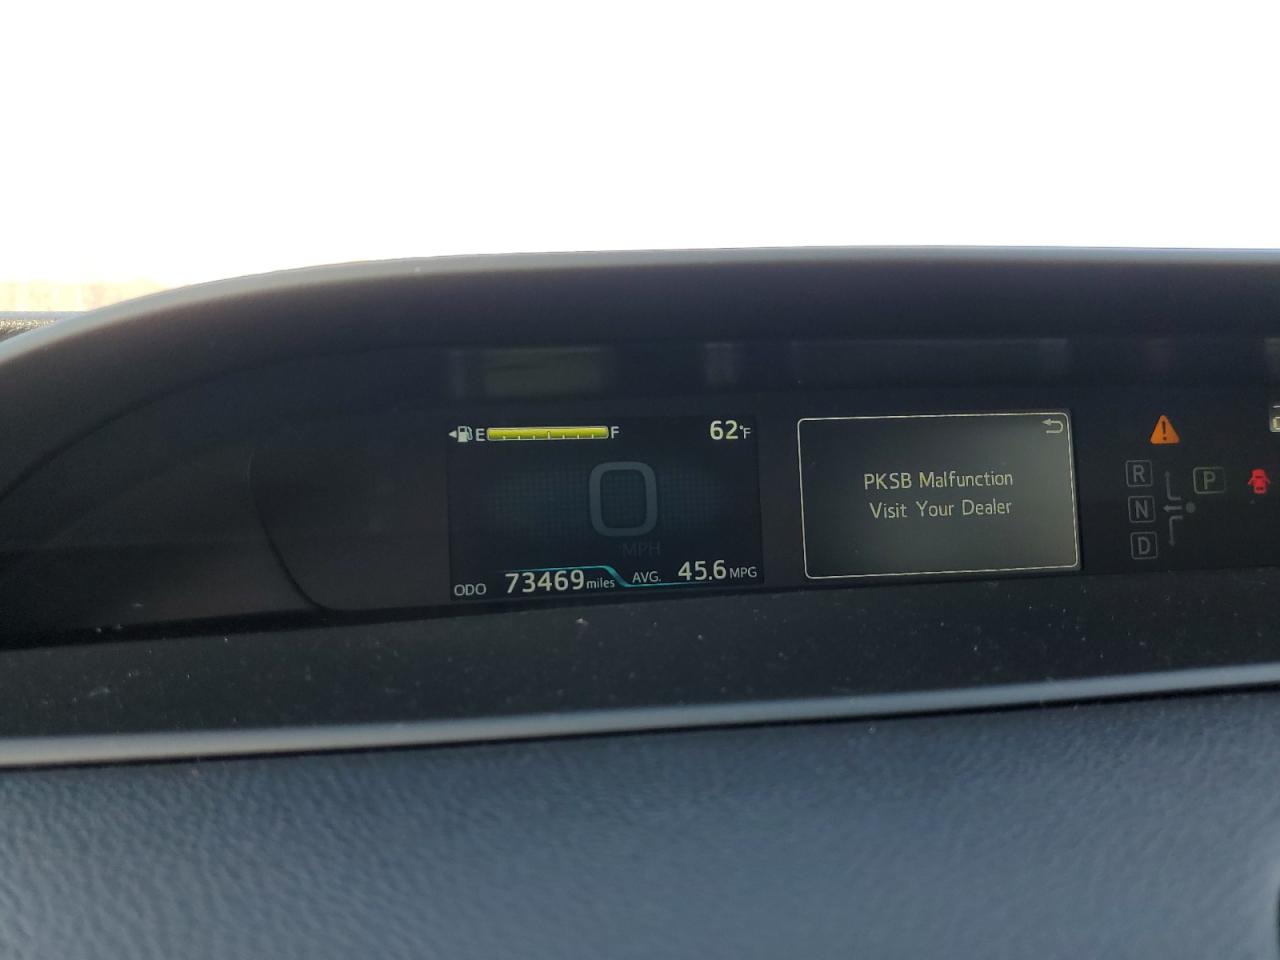 E F 62°F
0
MPH
ODO 73469 miles AVG. 45.6 MPG
PKSB Malfunction
Visit Your Dealer
R
P
N
D